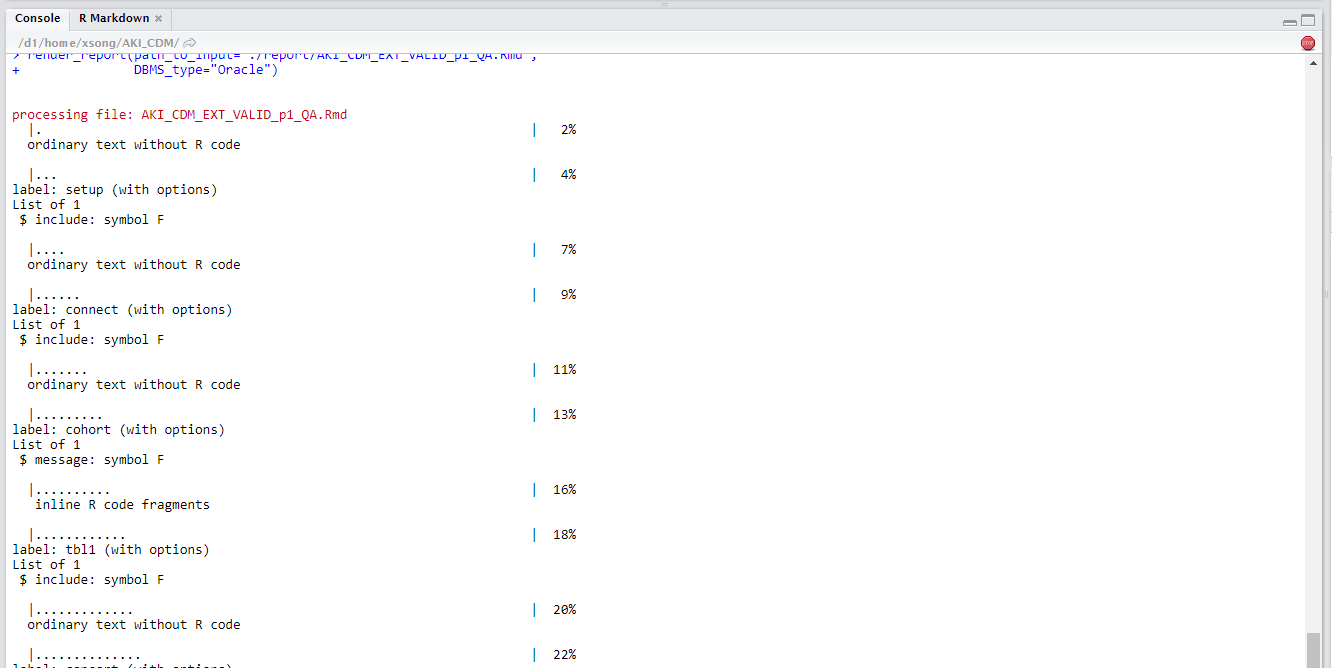 Console R Markdown ×
/d1/home/xsong/AKI_CDM/
> render_report(path_to_input="./report/AKI_CDM_EXT_VALID_p1_QA.Rmd",
+ DBMS_type="Oracle")
processing file: AKI_CDM_EXT_VALID_p1_QA.Rmd
|. | 2%
ordinary text without R code
|... | 4%
label: setup (with options)
List of 1
$ include: symbol F
|.... | 7%
ordinary text without R code
|...... | 9%
label: connect (with options)
List of 1
$ include: symbol F
|....... | 11%
ordinary text without R code
|......... | 13%
label: cohort (with options)
List of 1
$ message: symbol F
|.......... | 16%
inline R code fragments
|............ | 18%
label: tbl1 (with options)
List of 1
$ include: symbol F
|............. | 20%
ordinary text without R code
|.............. | 22%
label: consort (with options)